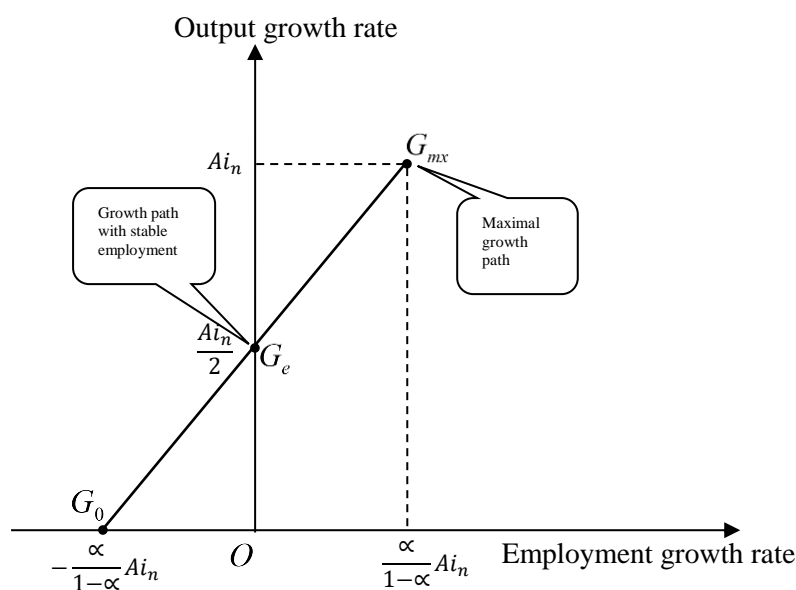 Output growth rate
Ai_n
G_mx
Growth path
with stable
employment
Maximal
growth
path
Ai_n/2
G_e
G_0
O
-∝/(1-∝) Ai_n
∝/(1-∝) Ai_n
Employment growth rate